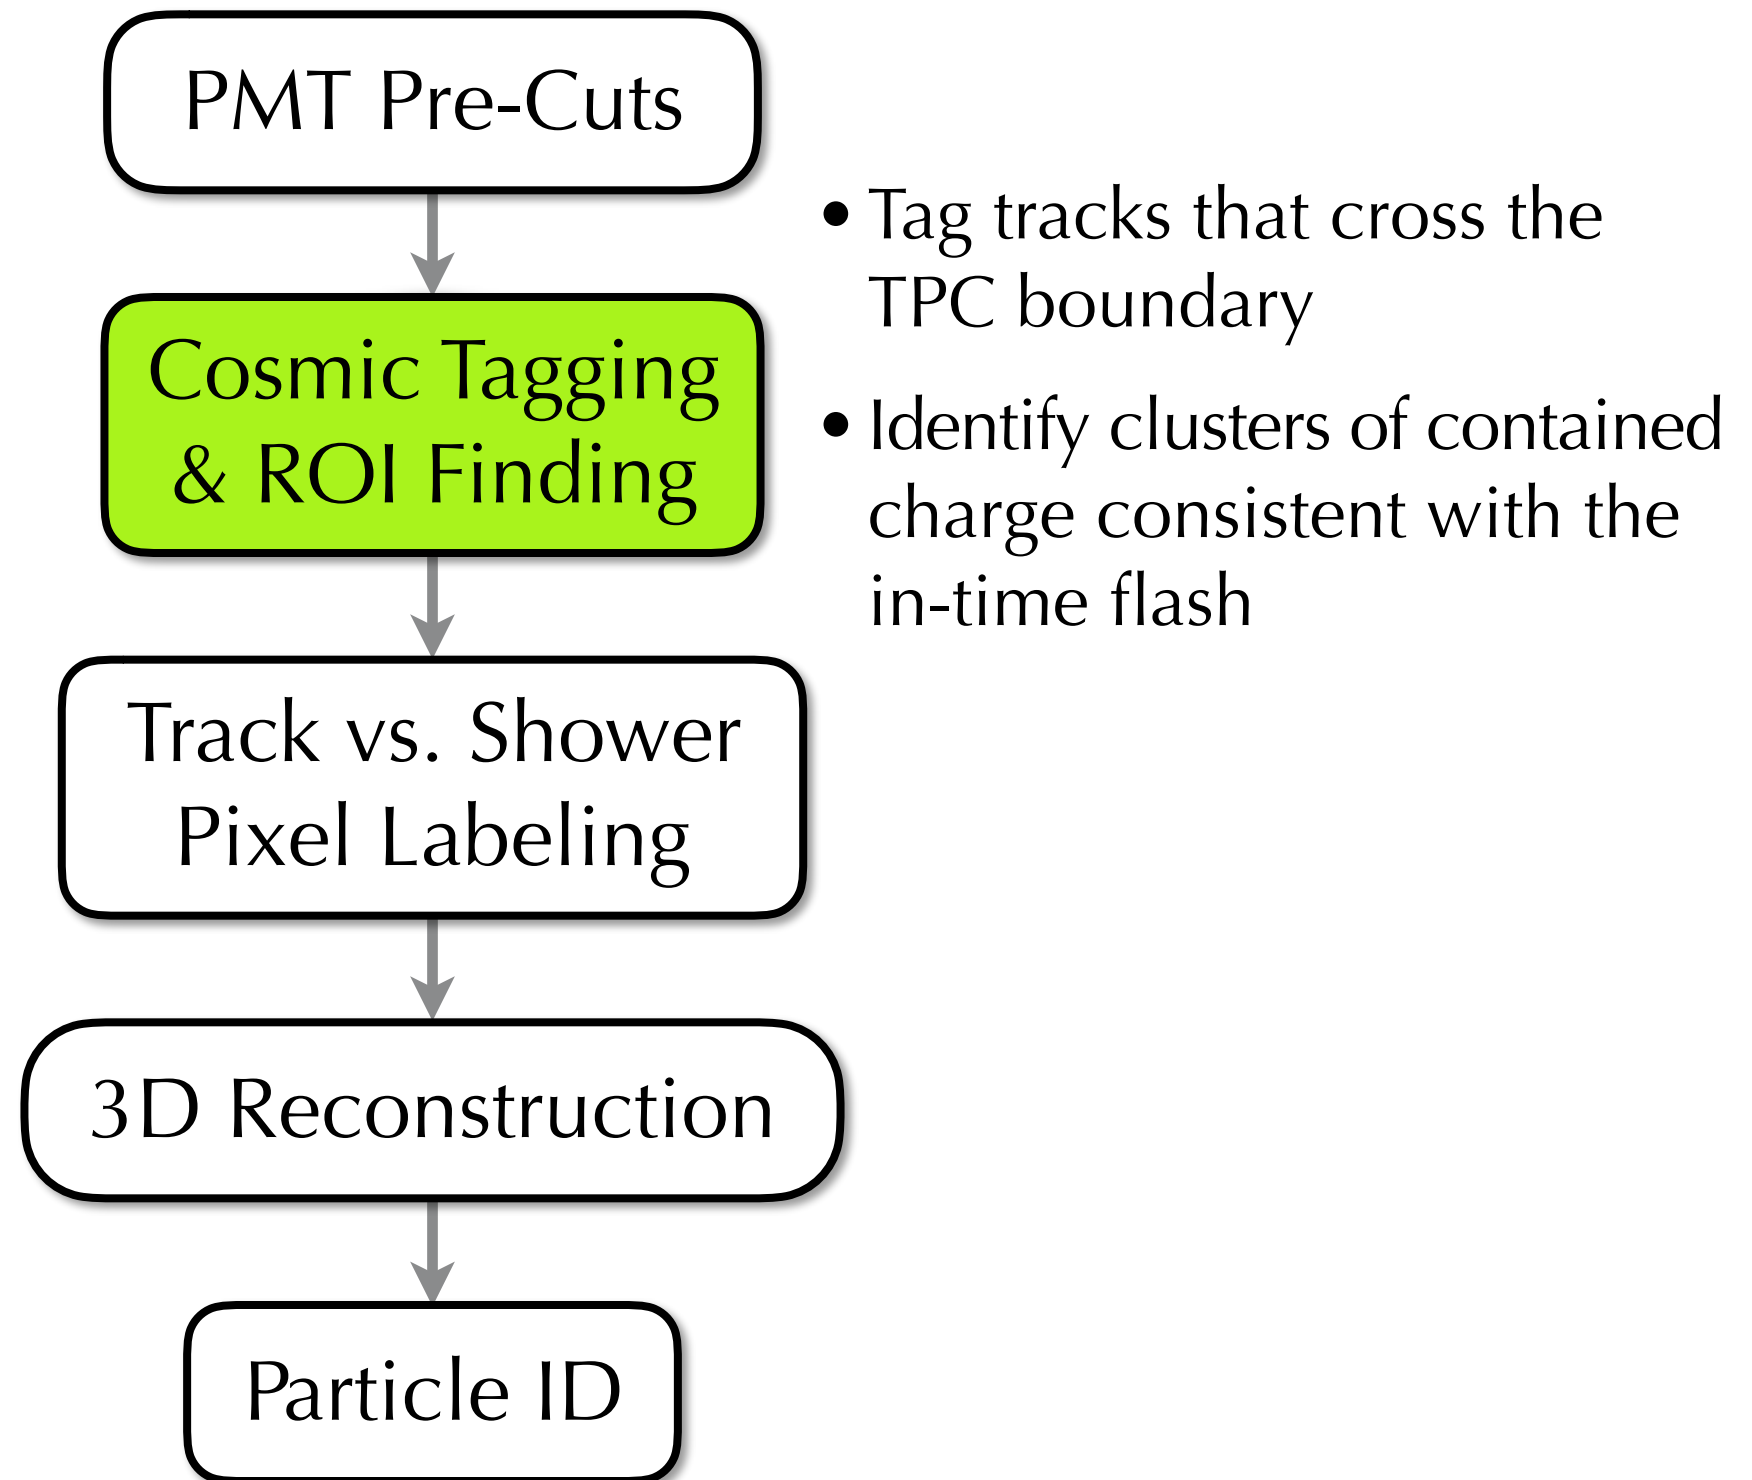 PMT Pre-Cuts
• Tag tracks that cross the
TPC boundary
Cosmic Tagging
& ROI Finding
• Identify clusters of contained
charge consistent with the
in-time flash
Track vs. Shower
Pixel Labeling
3D Reconstruction
Particle ID